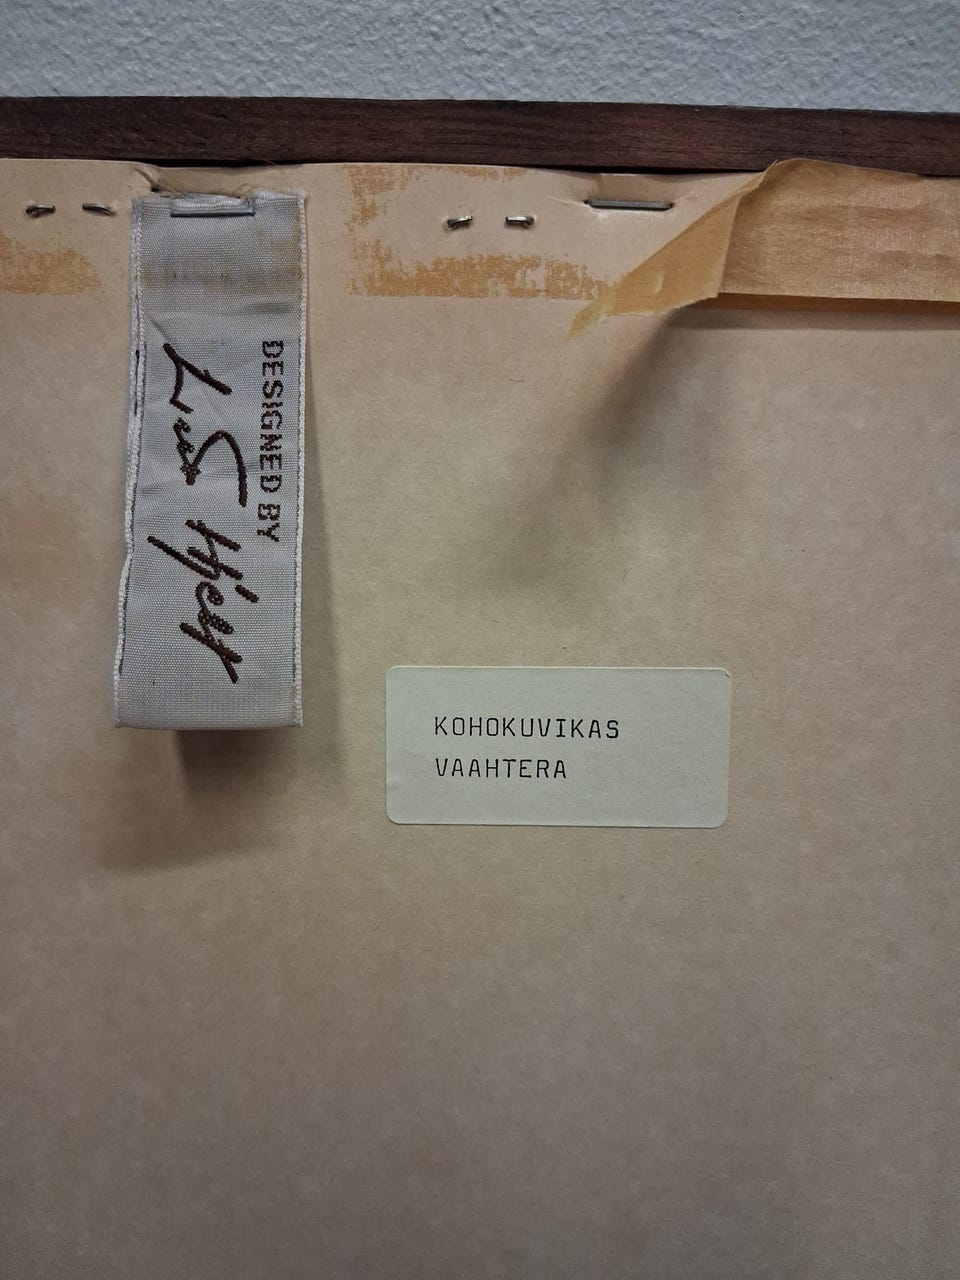 DESIGNED BY
KOHOKUVIKAS
VAAHTERA